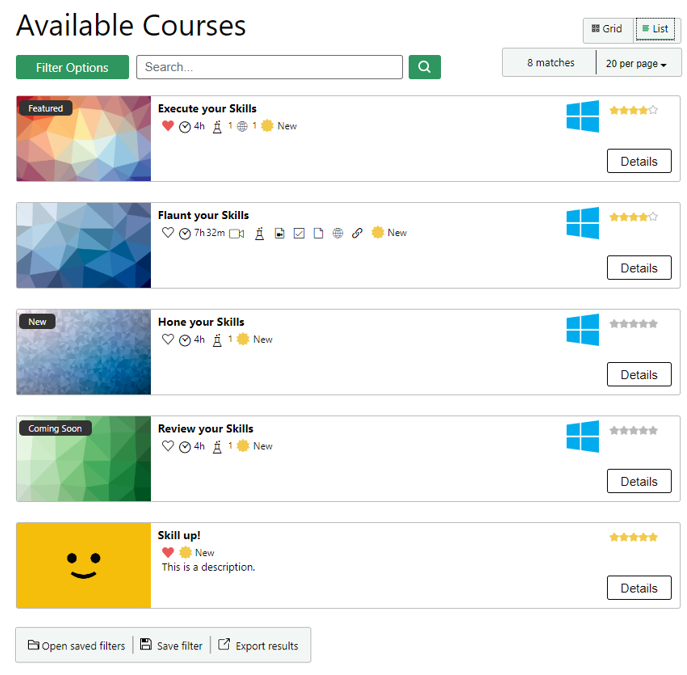 Available Courses
Grid
List
Filter Options
Search...
8 matches
20 per page
Featured
Execute your Skills
4h 1 1 New
Details
Flaunt your Skills
7h 32m New
Details
New
Hone your Skills
4h 1 New
Details
Coming Soon
Review your Skills
4h 1 New
Details
Skill up!
New
This is a description.
Details
Open saved filters
Save filter
Export results